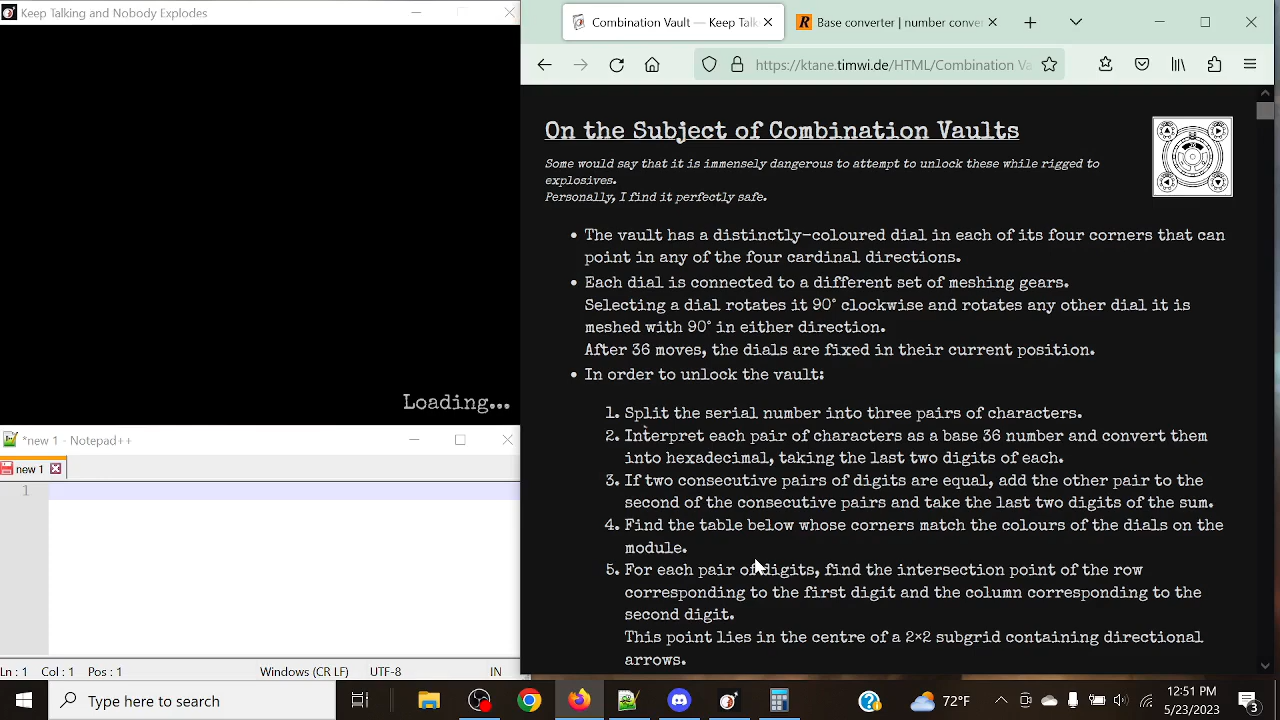 Keep Talking and Nobody Explodes
Loading...
*new 1 - Notepad++
new 1
1
Ln : 1 Col : 1 Pos : 1 Windows (CR LF) UTF-8 IN
Combination Vault — Keep Talk
Base converter | number conver
https://ktane.timwi.de/HTML/Combination Va
On the Subject of Combination Vaults
Some would say that it is immensely dangerous to attempt to unlock these while rigged to
explosives.
Personally, I find it perfectly safe.
• The vault has a distinctly-coloured dial in each of its four corners that can
point in any of the four cardinal directions.
• Each dial is connected to a different set of meshing gears.
Selecting a dial rotates it 90° clockwise and rotates any other dial it is
meshed with 90° in either direction.
After 36 moves, the dials are fixed in their current position.
• In order to unlock the vault:
1. Split the serial number into three pairs of characters.
2. Interpret each pair of characters as a base 36 number and convert them
into hexadecimal, taking the last two digits of each.
3. If two consecutive pairs of digits are equal, add the other pair to the
second of the consecutive pairs and take the last two digits of the sum.
4. Find the table below whose corners match the colours of the dials on the
module.
5. For each pair of digits, find the intersection point of the row
corresponding to the first digit and the column corresponding to the
second digit.
This point lies in the centre of a 2×2 subgrid containing directional
arrows.
Type here to search
72°F
12:51 PM
5/23/2023
3